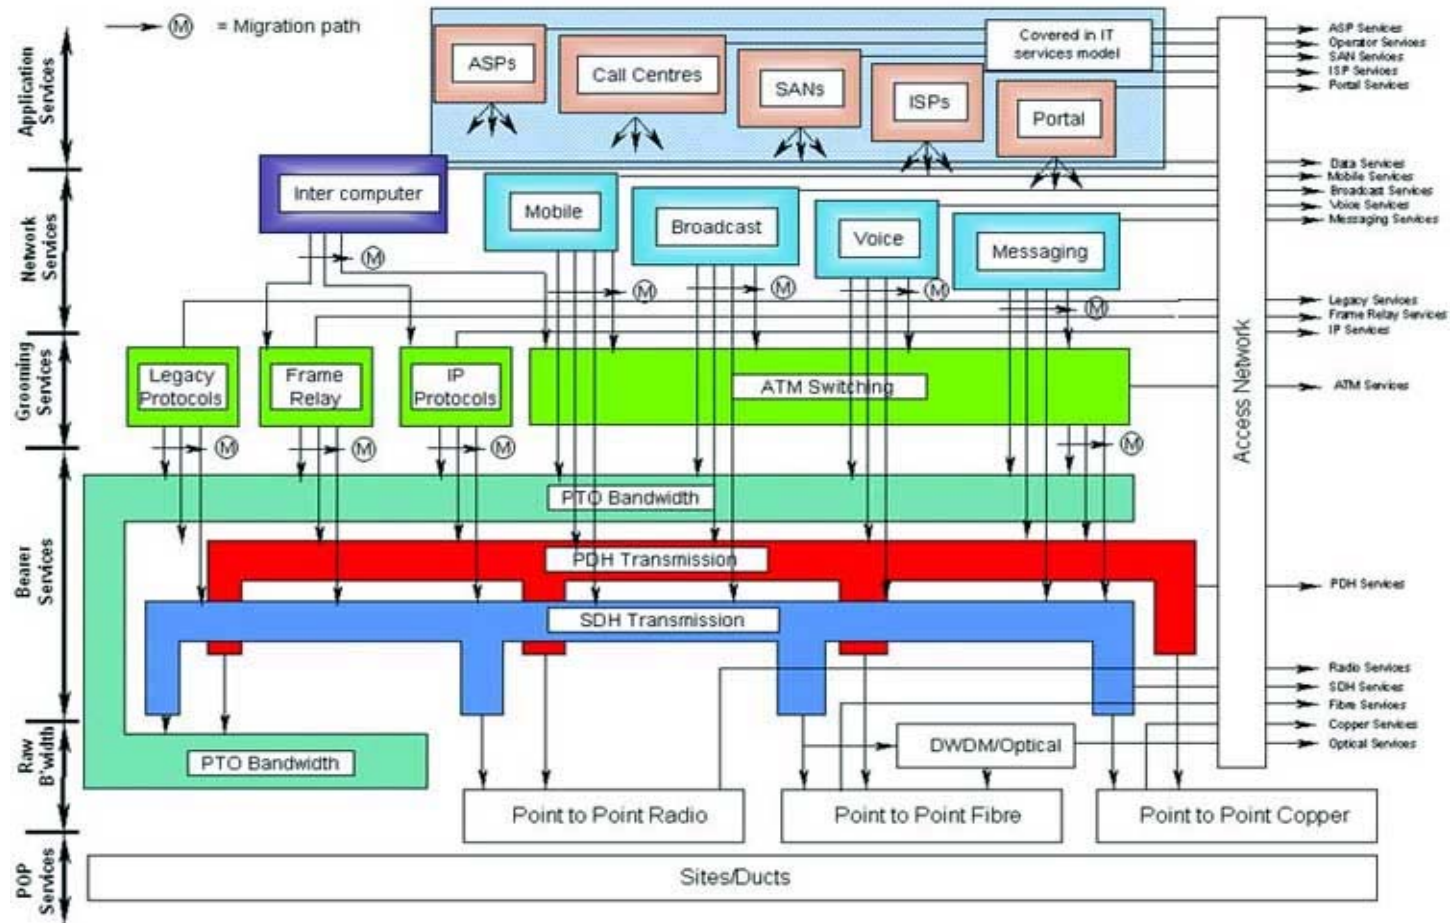 M = Migration path
Application
Services
ASPs
Call Centres
SANs
ISPs
Portal
Covered in IT
services model
ASP Services
Operator Services
SAN Services
ISP Services
Portal Services
Network
Services
Inter computer
Mobile
Broadcast
Voice
Messaging
M
M
M
M
M
Data Services
Mobile Services
Broadcast Services
Voice Services
Messaging Services
Legacy Services
Frame Relay Services
IP Services
Grooming
Services
Legacy
Protocols
Frame
Relay
IP
Protocols
ATM Switching
ATM Services
Access Network
M
M
M
M
Bearer
Services
PTO Bandwidth
PDH Transmission
SDH Transmission
PDH Services
Radio Services
SDH Services
Fibre Services
Copper Services
Optical Services
Raw
B'width
PTO Bandwidth
DWDM/Optical
Point to Point Radio
Point to Point Fibre
Point to Point Copper
POP
Services
Sites/Ducts